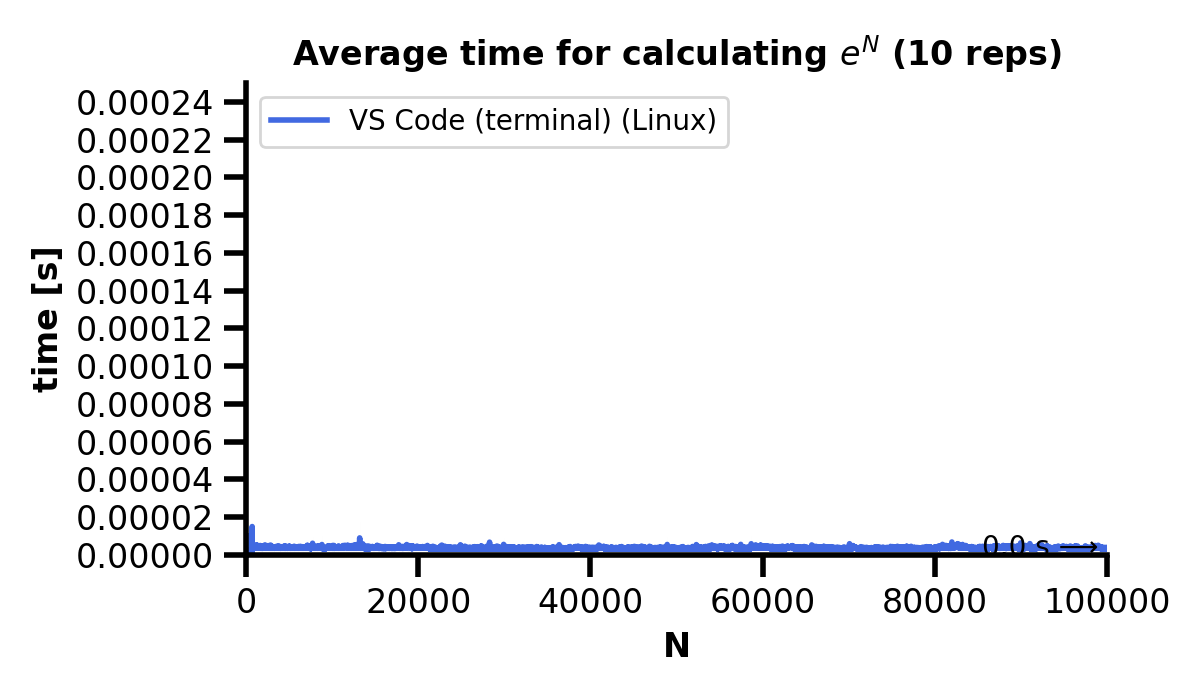 Average time for calculating $e^N$ (10 reps)
VS Code (terminal) (Linux)
0.00024
0.00022
0.00020
0.00018
0.00016
0.00014
0.00012
0.00010
0.00008
0.00006
0.00004
0.00002
0.00000
time [s]
0.0 s ⟶
0 20000 40000 60000 80000 100000
N